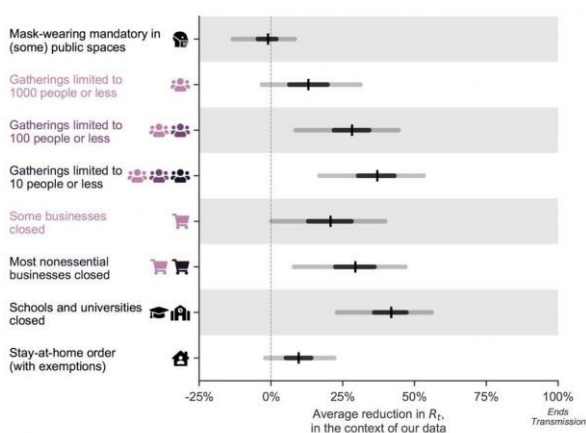 Mask-wearing mandatory in
(some) public spaces
Gatherings limited to
1000 people or less
Gatherings limited to
100 people or less
Gatherings limited to
10 people or less
Some businesses
closed
Most nonessential
businesses closed
Schools and universities
closed
Stay-at-home order
(with exemptions)
-25% 0% 25% 50% 75% 100%
Average reduction in Rt,
in the context of our data
Ends
Transmission